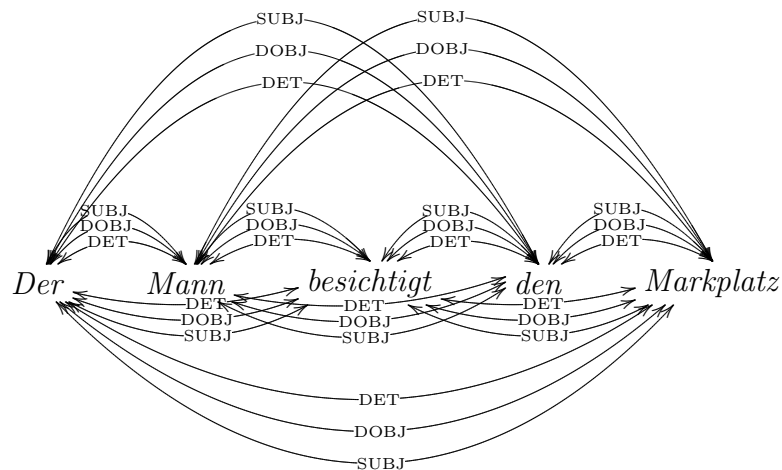 SUBJ SUBJ
DOBJ DOBJ
DET DET
SUBJ SUBJ SUBJ SUBJ
DOBJ DOBJ DOBJ DOBJ
DET DET DET DET
Der Mann besichtigt den Markplatz
DET DET DET
DOBJ DOBJ DOBJ
SUBJ SUBJ SUBJ
DET
DOBJ
SUBJ